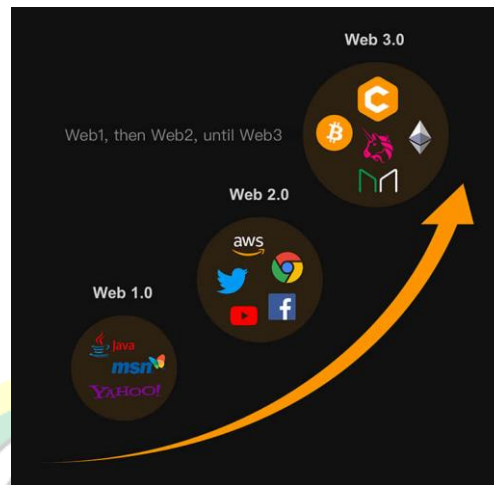 Web 3.0
Web1, then Web2, until Web3
Web 2.0
aws
Web 1.0
Java
msn
YAHOO!